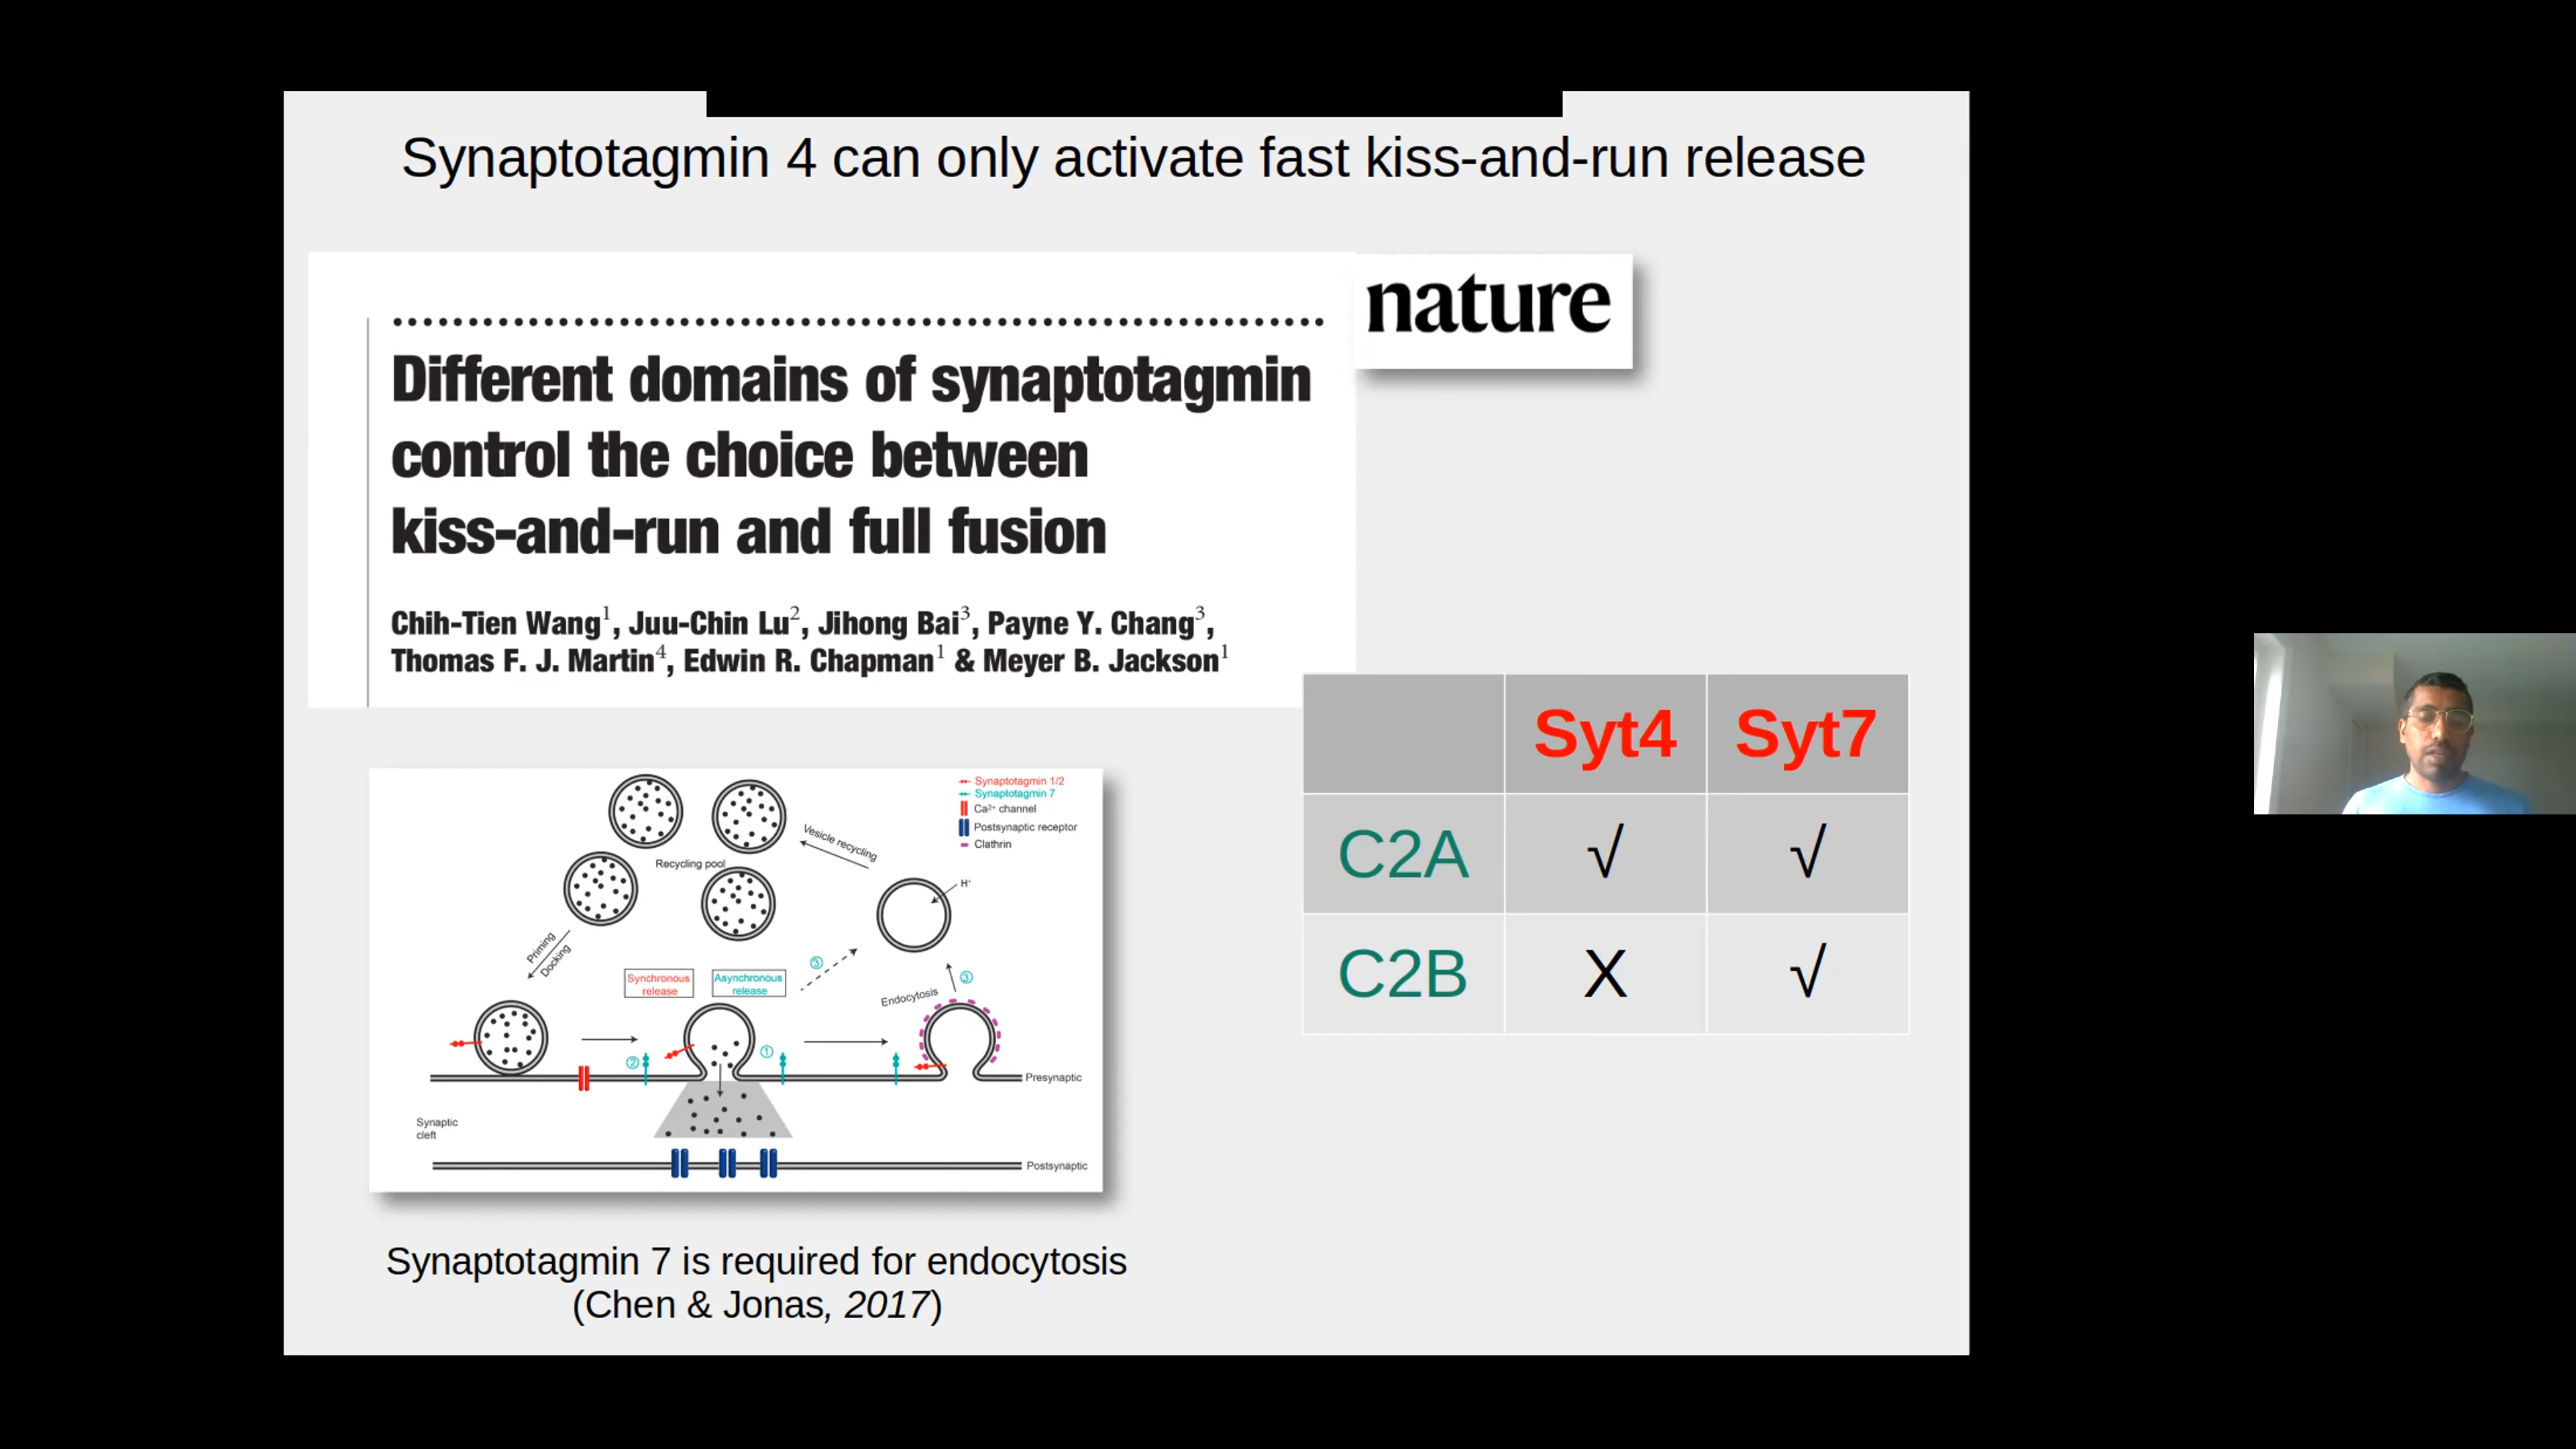 Synaptotagmin 4 can only activate fast kiss-and-run release
nature
Different domains of synaptotagmin
control the choice between
kiss-and-run and full fusion
Chih-Tien Wang1, Juu-Chin Lu2, Jihong Bai3, Payne Y. Chang3,
Thomas F. J. Martin4, Edwin R. Chapman1 & Meyer B. Jackson1
Syt4 Syt7
C2A √ √
C2B X √
Synaptotagmin 1/2
Synaptotagmin 7
Ca2+ channel
Postsynaptic receptor
Clathrin
Vesicle recycling
Recycling pool
H+
Priming
Docking
Synchronous
release
Asynchronous
release
③
③
Endocytosis
②
①
Presynaptic
Synaptic
cleft
Postsynaptic
Synaptotagmin 7 is required for endocytosis
(Chen & Jonas, 2017)